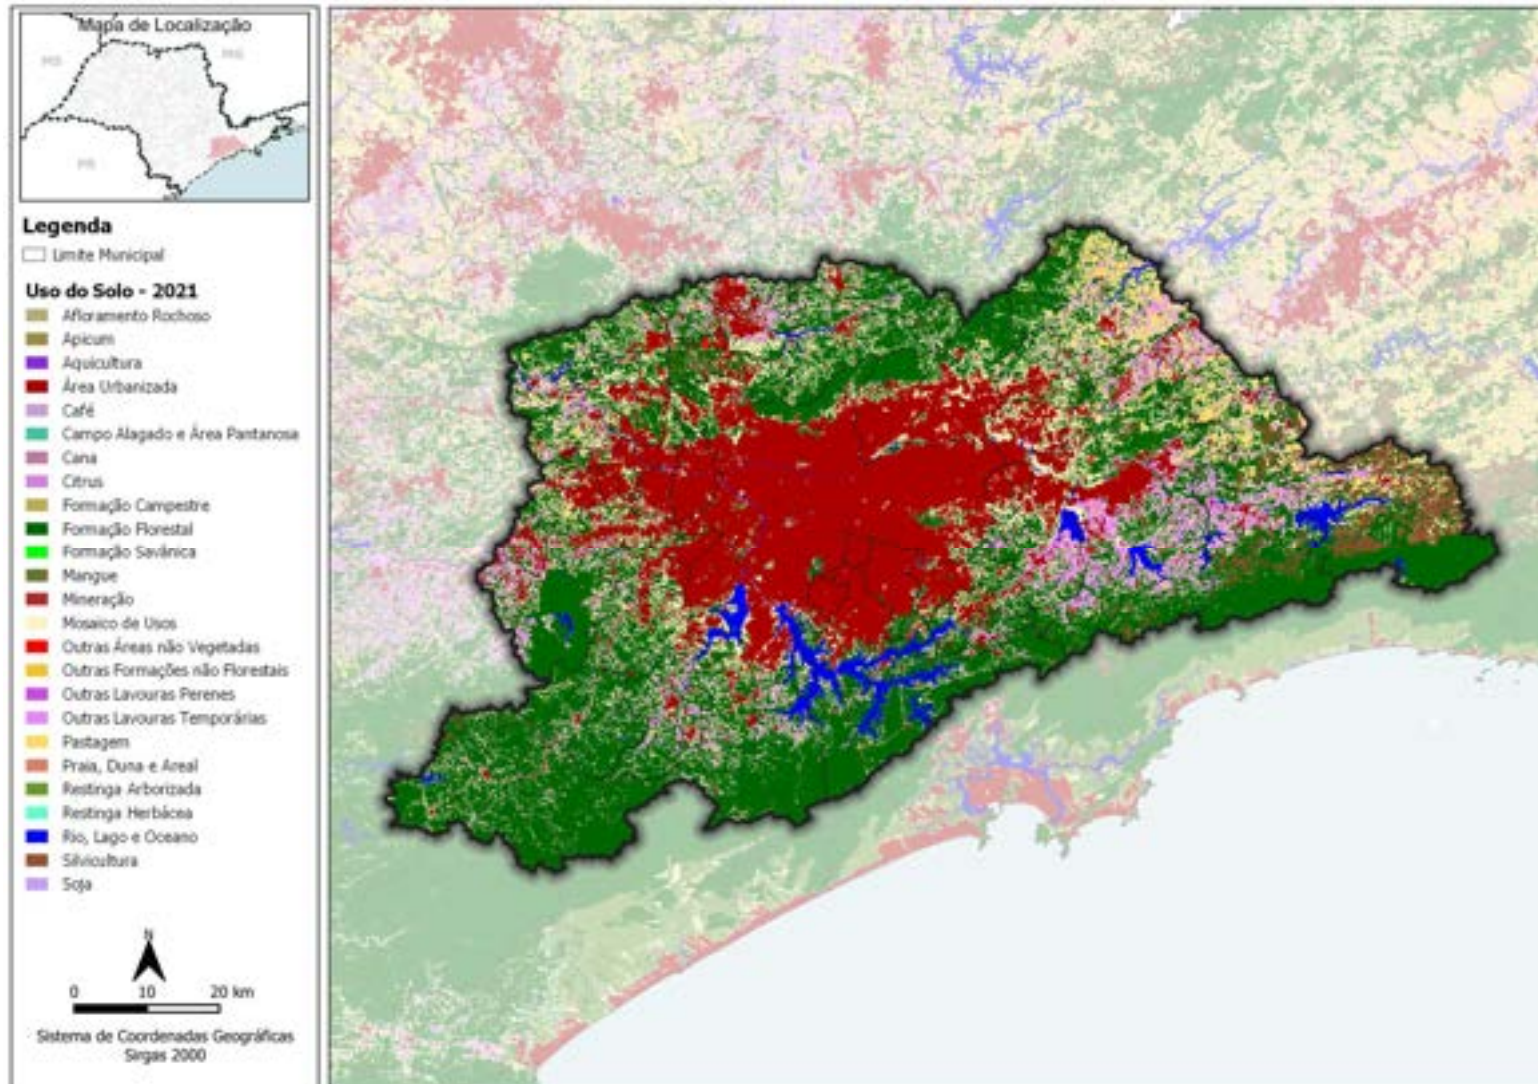 Mapa de Localização
MS
MG
PR
Legenda
Limite Municipal
Uso do Solo - 2021
Afloramento Rochoso
Apicum
Aquicultura
Área Urbanizada
Café
Campo Alagado e Área Pantanosa
Cana
Citrus
Formação Campestre
Formação Florestal
Formação Savânica
Mangue
Mineração
Mosaico de Usos
Outras Áreas não Vegetadas
Outras Formações não Florestais
Outras Lavouras Perenes
Outras Lavouras Temporárias
Pastagem
Praia, Duna e Areal
Restinga Arborizada
Restinga Herbácea
Rio, Lago e Oceano
Silvicultura
Soja
N
0 10 20 km
Sistema de Coordenadas Geográficas
Sirgas 2000